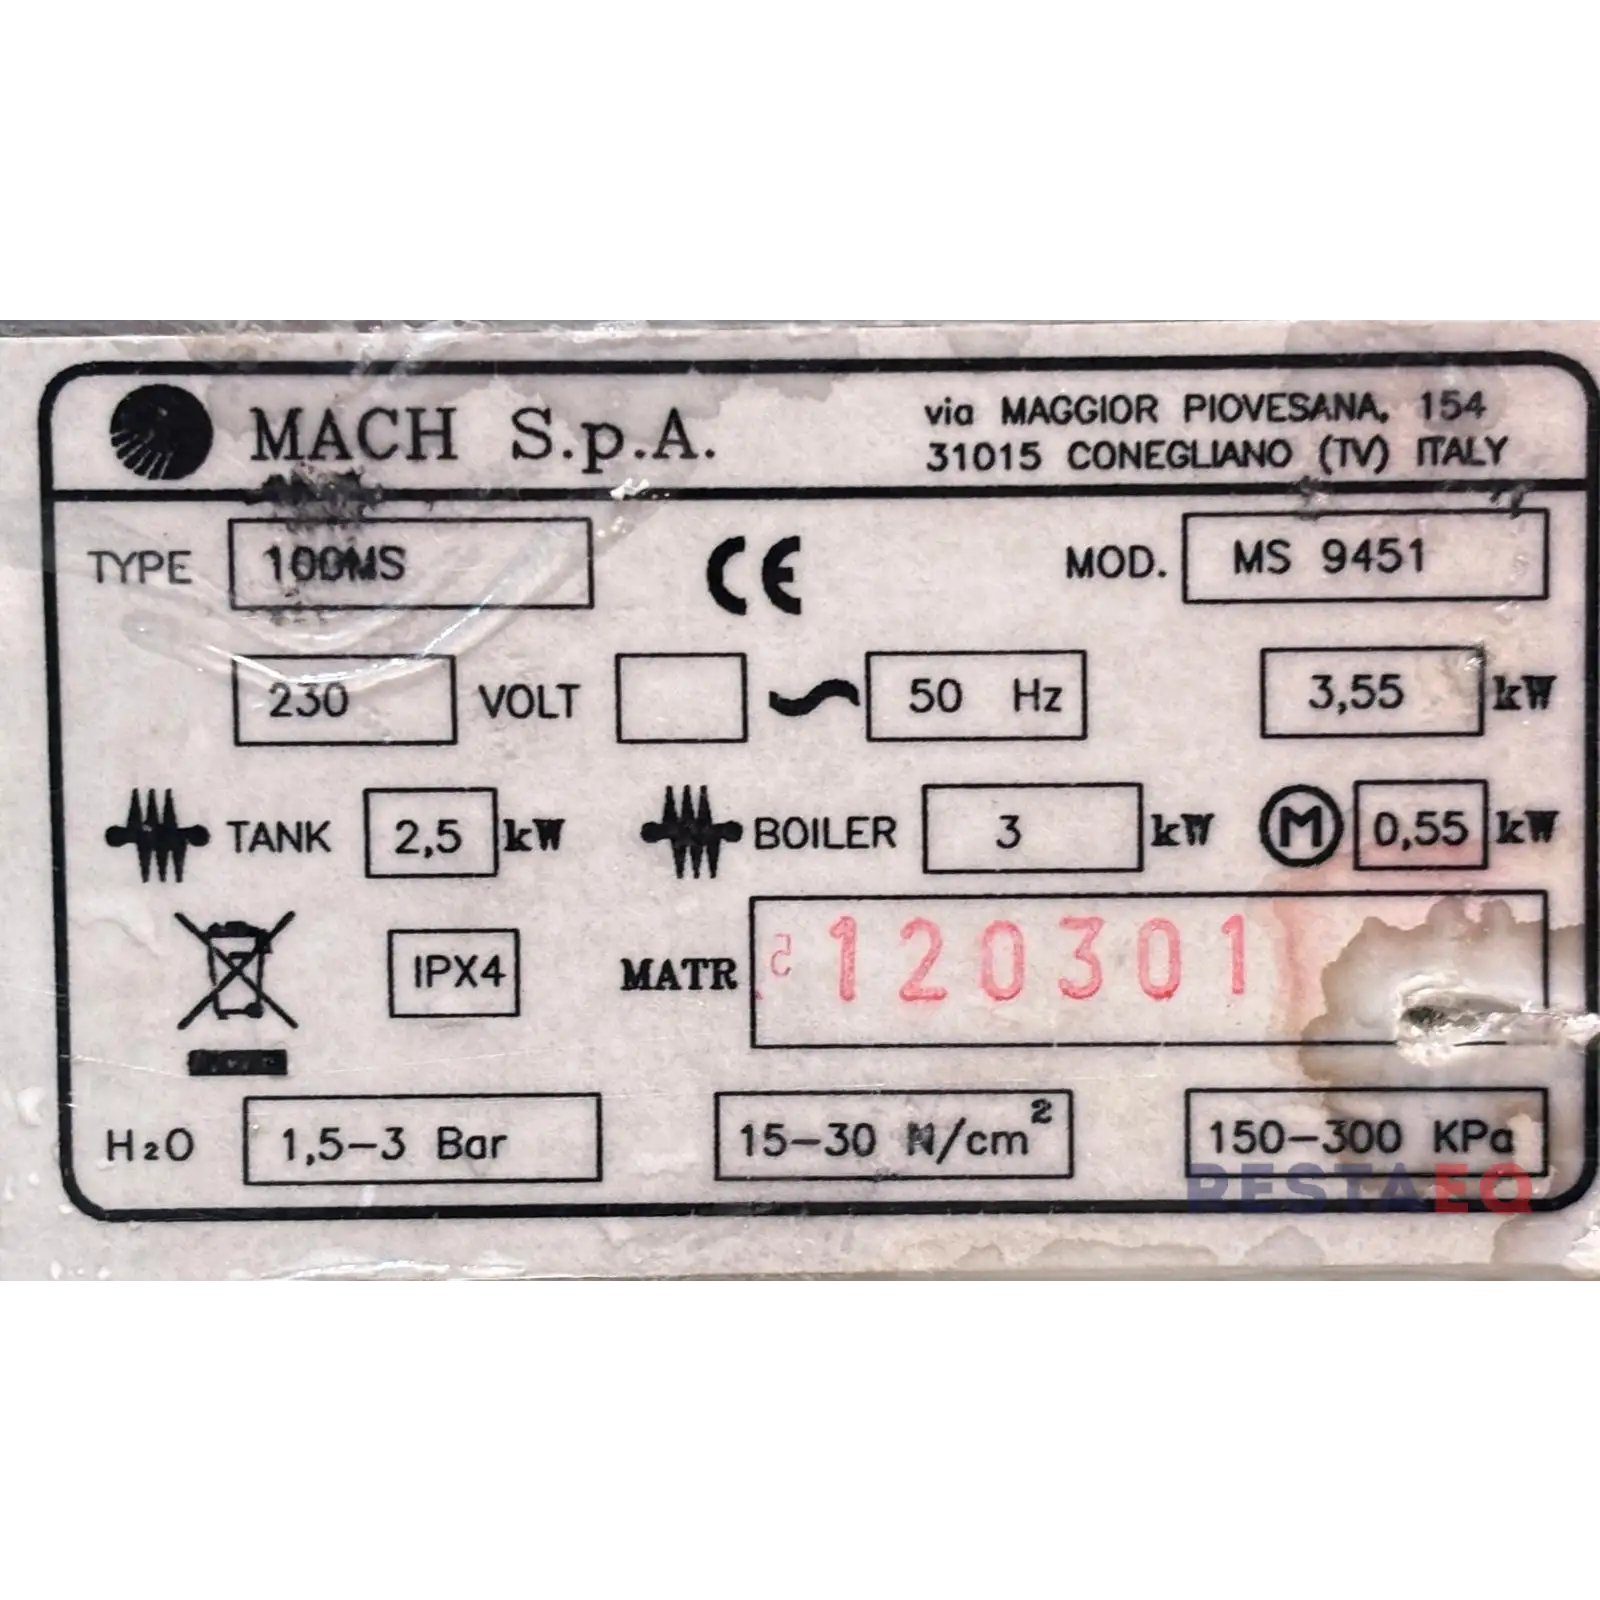 MACH S.p.A.
via MAGGIOR PIOVESANA, 154
31015 CONEGLIANO (TV) ITALY
TYPE 100MS CE MOD. MS 9451
230 VOLT 50 Hz 3,55 kW
TANK 2,5 kW BOILER 3 kW M 0,55 kW
IPX4 MATR 120301
H2O 1,5-3 Bar 15-30 N/cm² 150-300 KPa
RESTAEQ